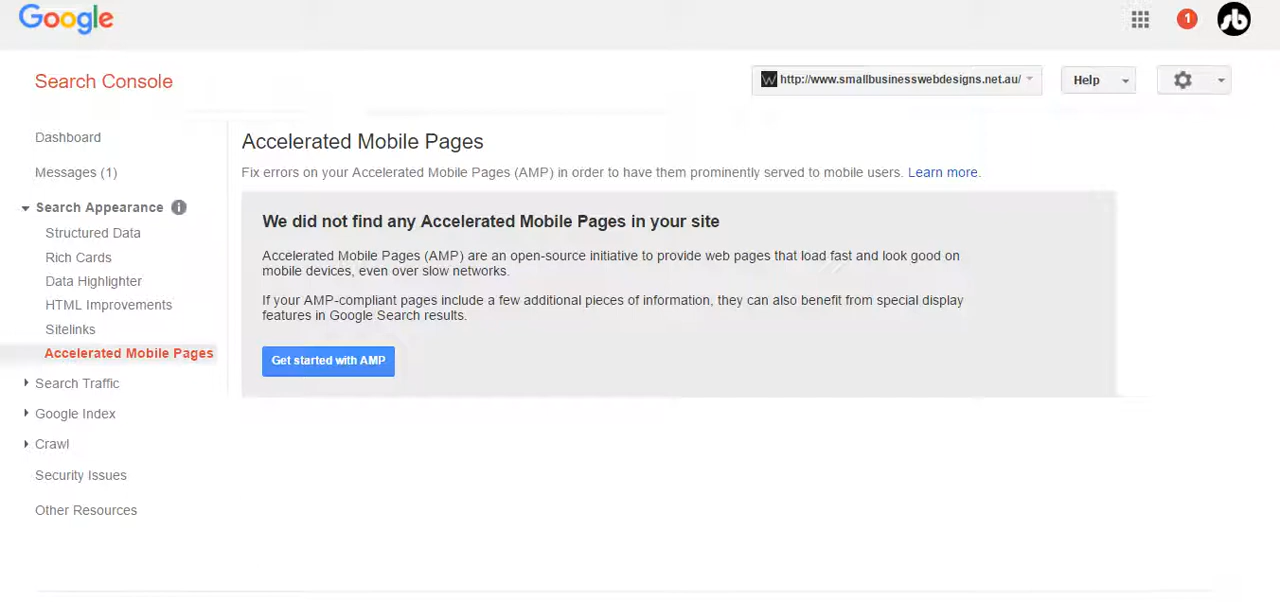 Google
1
sb
Search Console
W http://www.smallbusinesswebdesigns.net.au/
Help
Dashboard
Messages (1)
Search Appearance i
Structured Data
Rich Cards
Data Highlighter
HTML Improvements
Sitelinks
Accelerated Mobile Pages
Search Traffic
Google Index
Crawl
Security Issues
Other Resources
Accelerated Mobile Pages
Fix errors on your Accelerated Mobile Pages (AMP) in order to have them prominently served to mobile users. Learn more.
We did not find any Accelerated Mobile Pages in your site
Accelerated Mobile Pages (AMP) are an open-source initiative to provide web pages that load fast and look good on
mobile devices, even over slow networks.
If your AMP-compliant pages include a few additional pieces of information, they can also benefit from special display
features in Google Search results.
Get started with AMP